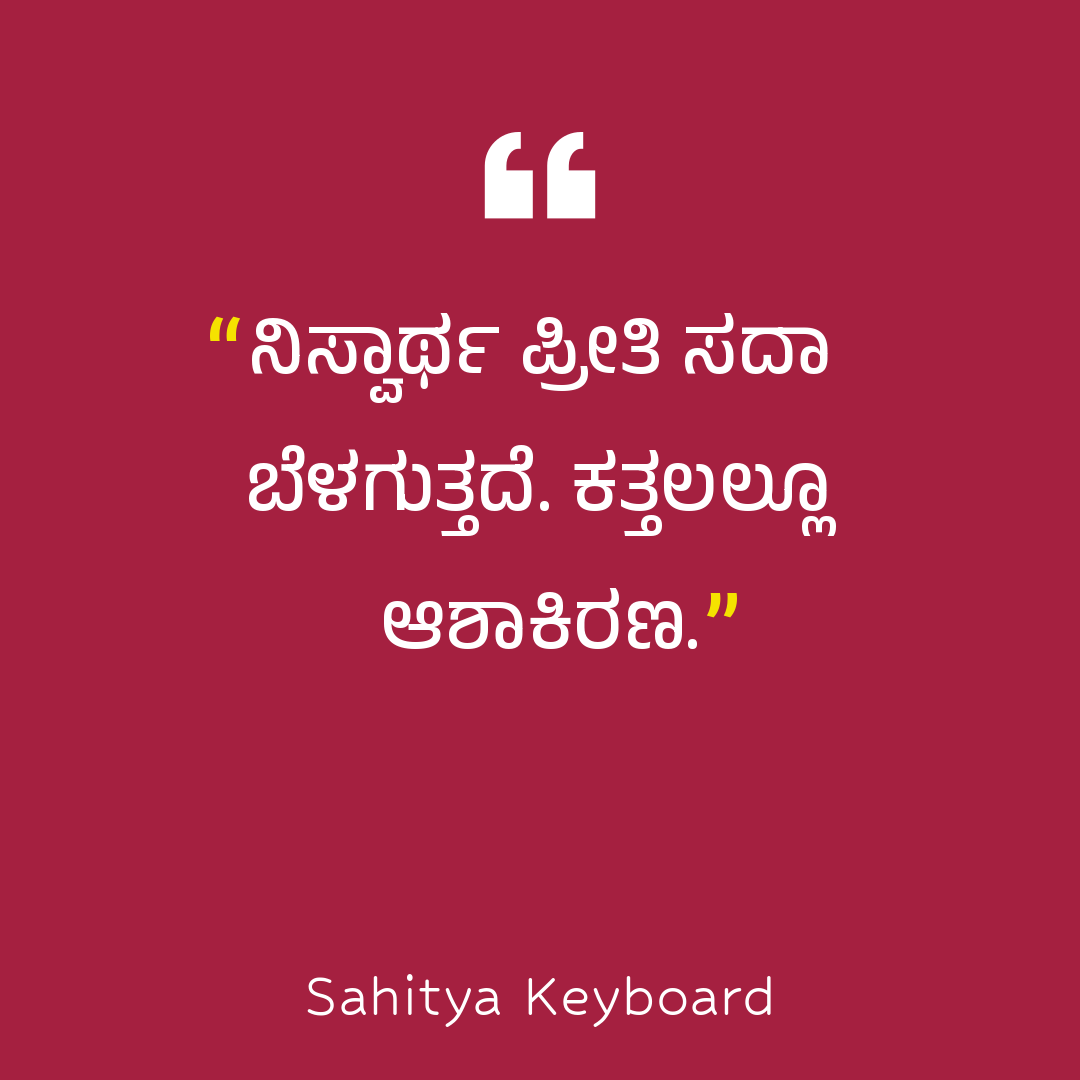 “
“ನಿಸ್ವಾರ್ಥ ಪ್ರೀತಿ ಸದಾ
ಬೆಳಗುತ್ತದೆ. ಕತ್ತಲಲ್ಲೂ
ಆಶಾಕಿರಣ.”
Sahitya Keyboard